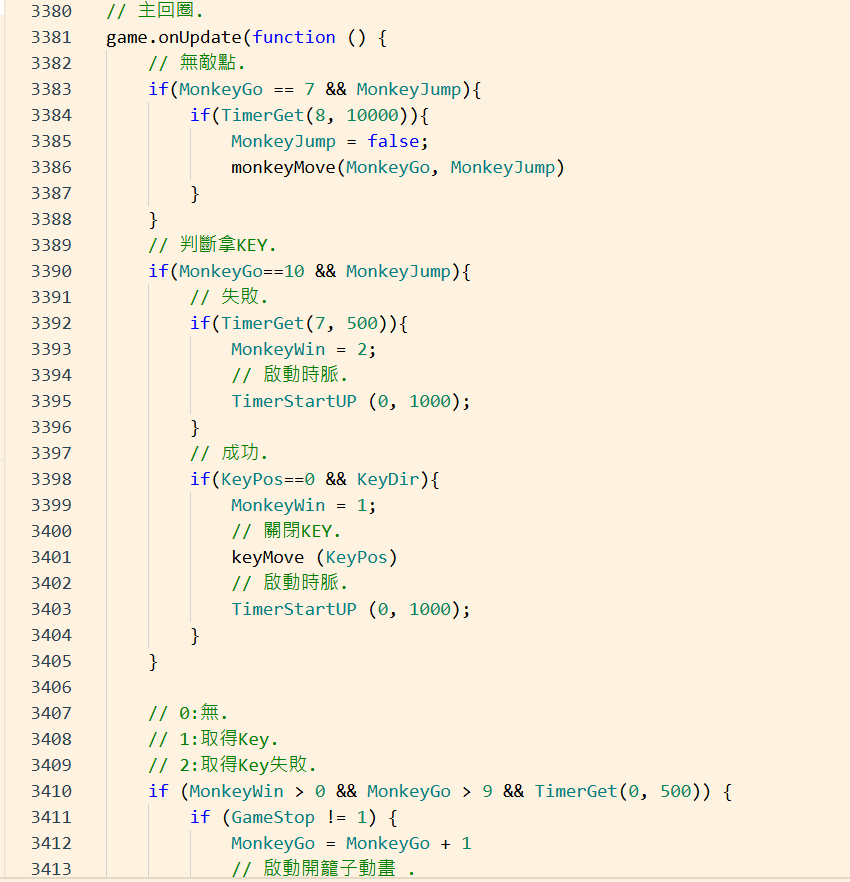 3380 // 主回圈.
3381 game.onUpdate(function () {
3382 // 無敵點.
3383 if(MonkeyGo == 7 && MonkeyJump){
3384 if(TimerGet(8, 10000)){
3385 MonkeyJump = false;
3386 monkeyMove(MonkeyGo, MonkeyJump)
3387 }
3388 }
3389 // 判斷拿KEY.
3390 if(MonkeyGo==10 && MonkeyJump){
3391 // 失敗.
3392 if(TimerGet(7, 500)){
3393 MonkeyWin = 2;
3394 // 啟動時脈.
3395 TimerStartUP (0, 1000);
3396 }
3397 // 成功.
3398 if(KeyPos==0 && KeyDir){
3399 MonkeyWin = 1;
3400 // 關閉KEY.
3401 keyMove (KeyPos)
3402 // 啟動時脈.
3403 TimerStartUP (0, 1000);
3404 }
3405 }
3406
3407 // 0:無.
3408 // 1:取得Key.
3409 // 2:取得Key失敗.
3410 if (MonkeyWin > 0 && MonkeyGo > 9 && TimerGet(0, 500)) {
3411 if (GameStop != 1) {
3412 MonkeyGo = MonkeyGo + 1
3413 // 啟動開籠子動畫 .